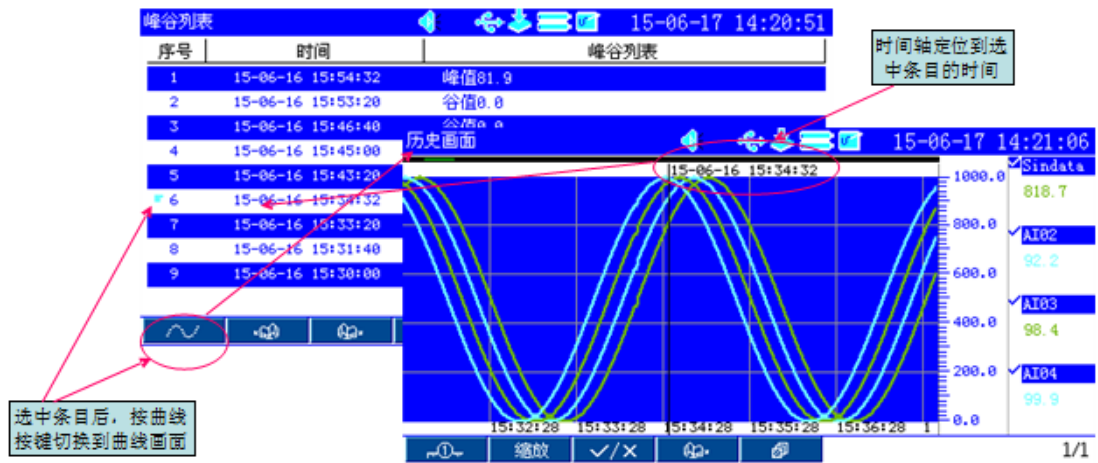 峰谷列表 15-06-17 14:20:51
序号 时间 峰谷列表
1 15-06-16 15:54:32 峰值81.9
2 15-06-16 15:53:20 谷值0.0
3 15-06-16 15:46:40 谷值0.0
4 15-06-16 15:45:00
5 15-06-16 15:43:20
6 15-06-16 15:34:32
7 15-06-16 15:33:20
8 15-06-16 15:31:40
9 15-06-16 15:30:00
时间轴定位到选
中条目的时间
历史画面 15-06-17 14:21:06
15-06-16 15:34:32
1000.0
800.0
600.0
400.0
200.0
0.0
Sindata
818.7
AI02
92.2
AI03
98.4
AI04
99.9
15:32:28 15:33:28 15:34:28 15:35:28 15:36:28 1
缩放 ✓/✕
1/1
选中条目后，按曲线
按键切换到曲线画面